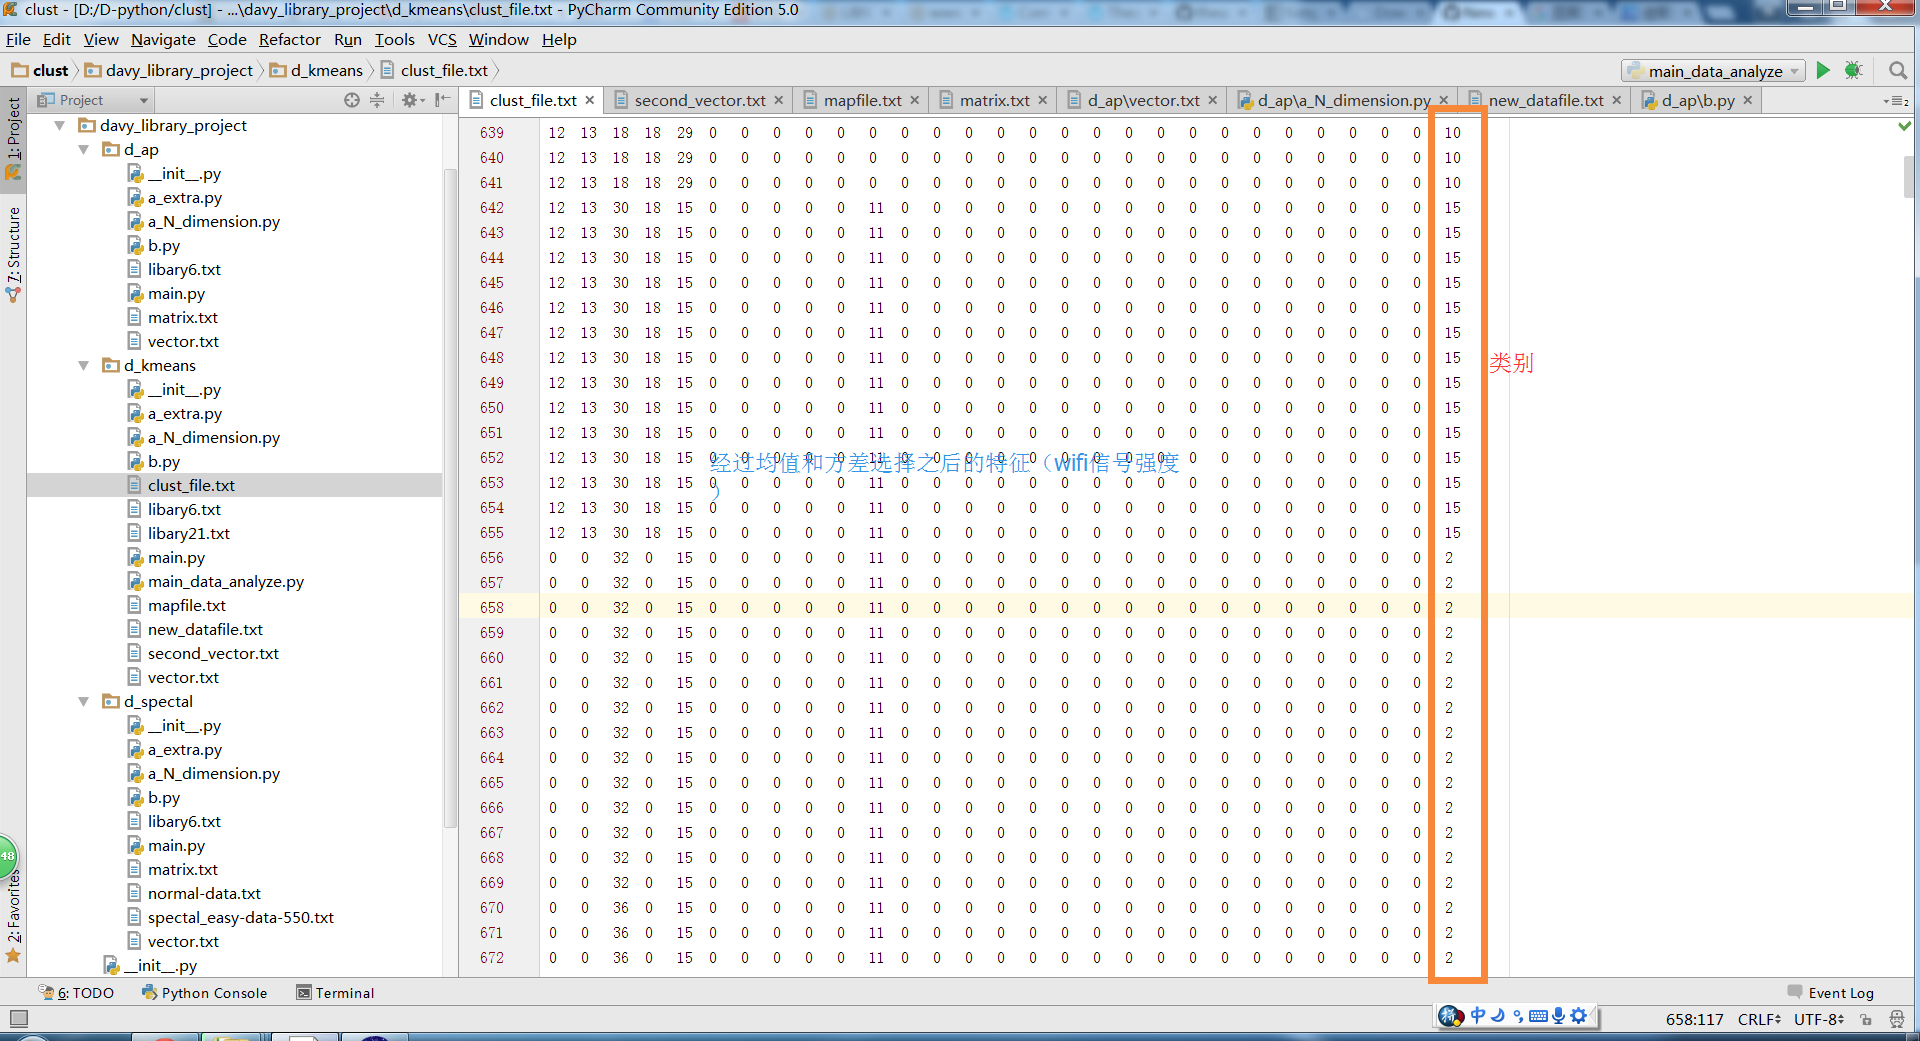 clust - [D:/D-python/clust] - ...\davy_library_project\d_kmeans\clust_file.txt - PyCharm Community Edition 5.0
File Edit View Navigate Code Refactor Run Tools VCS Window Help
clust davy_library_project d_kmeans clust_file.txt main_data_analyze
Project
clust_file.txt second_vector.txt mapfile.txt matrix.txt d_ap\vector.txt d_ap\a_N_dimension.py new_datafile.txt d_ap\b.py
1: Project
7: Structure
2: Favorites
48
davy_library_project
d_ap
__init__.py
a_extra.py
a_N_dimension.py
b.py
libary6.txt
main.py
matrix.txt
vector.txt
d_kmeans
__init__.py
a_extra.py
a_N_dimension.py
b.py
clust_file.txt
libary6.txt
libary21.txt
main.py
main_data_analyze.py
mapfile.txt
new_datafile.txt
second_vector.txt
vector.txt
d_spectal
__init__.py
a_extra.py
a_N_dimension.py
b.py
libary6.txt
main.py
matrix.txt
normal-data.txt
spectal_easy-data-550.txt
vector.txt
__init__.py
639 12 13 18 18 29 0 0 0 0 0 0 0 0 0 0 0 0 0 0 0 0 0 0 0 0 0 0 0 10
640 12 13 18 18 29 0 0 0 0 0 0 0 0 0 0 0 0 0 0 0 0 0 0 0 0 0 0 0 10
641 12 13 18 18 29 0 0 0 0 0 0 0 0 0 0 0 0 0 0 0 0 0 0 0 0 0 0 0 10
642 12 13 30 18 15 0 0 0 0 0 11 0 0 0 0 0 0 0 0 0 0 0 0 0 0 0 0 0 15
643 12 13 30 18 15 0 0 0 0 0 11 0 0 0 0 0 0 0 0 0 0 0 0 0 0 0 0 0 15
644 12 13 30 18 15 0 0 0 0 0 11 0 0 0 0 0 0 0 0 0 0 0 0 0 0 0 0 0 15
645 12 13 30 18 15 0 0 0 0 0 11 0 0 0 0 0 0 0 0 0 0 0 0 0 0 0 0 0 15
646 12 13 30 18 15 0 0 0 0 0 11 0 0 0 0 0 0 0 0 0 0 0 0 0 0 0 0 0 15
647 12 13 30 18 15 0 0 0 0 0 11 0 0 0 0 0 0 0 0 0 0 0 0 0 0 0 0 0 15
648 12 13 30 18 15 0 0 0 0 0 11 0 0 0 0 0 0 0 0 0 0 0 0 0 0 0 0 0 15
类别
649 12 13 30 18 15 0 0 0 0 0 11 0 0 0 0 0 0 0 0 0 0 0 0 0 0 0 0 0 15
650 12 13 30 18 15 0 0 0 0 0 11 0 0 0 0 0 0 0 0 0 0 0 0 0 0 0 0 0 15
651 12 13 30 18 15 0 0 0 0 0 11 0 0 0 0 0 0 0 0 0 0 0 0 0 0 0 0 0 15
652 12 13 30 18 15 0 0 0 0 0 11 0 0 0 0 0 0 0 0 0 0 0 0 0 0 0 0 0 15
经过均值和方差选择之后的特征（wifi信号强度
）
653 12 13 30 18 15 0 0 0 0 0 11 0 0 0 0 0 0 0 0 0 0 0 0 0 0 0 0 0 15
654 12 13 30 18 15 0 0 0 0 0 11 0 0 0 0 0 0 0 0 0 0 0 0 0 0 0 0 0 15
655 12 13 30 18 15 0 0 0 0 0 11 0 0 0 0 0 0 0 0 0 0 0 0 0 0 0 0 0 15
656 0 0 32 0 15 0 0 0 0 0 11 0 0 0 0 0 0 0 0 0 0 0 0 0 0 0 0 0 2
657 0 0 32 0 15 0 0 0 0 0 11 0 0 0 0 0 0 0 0 0 0 0 0 0 0 0 0 0 2
658 0 0 32 0 15 0 0 0 0 0 11 0 0 0 0 0 0 0 0 0 0 0 0 0 0 0 0 0 2
659 0 0 32 0 15 0 0 0 0 0 11 0 0 0 0 0 0 0 0 0 0 0 0 0 0 0 0 0 2
660 0 0 32 0 15 0 0 0 0 0 11 0 0 0 0 0 0 0 0 0 0 0 0 0 0 0 0 0 2
661 0 0 32 0 15 0 0 0 0 0 11 0 0 0 0 0 0 0 0 0 0 0 0 0 0 0 0 0 2
662 0 0 32 0 15 0 0 0 0 0 11 0 0 0 0 0 0 0 0 0 0 0 0 0 0 0 0 0 2
663 0 0 32 0 15 0 0 0 0 0 11 0 0 0 0 0 0 0 0 0 0 0 0 0 0 0 0 0 2
664 0 0 32 0 15 0 0 0 0 0 11 0 0 0 0 0 0 0 0 0 0 0 0 0 0 0 0 0 2
665 0 0 32 0 15 0 0 0 0 0 11 0 0 0 0 0 0 0 0 0 0 0 0 0 0 0 0 0 2
666 0 0 32 0 15 0 0 0 0 0 11 0 0 0 0 0 0 0 0 0 0 0 0 0 0 0 0 0 2
667 0 0 32 0 15 0 0 0 0 0 11 0 0 0 0 0 0 0 0 0 0 0 0 0 0 0 0 0 2
668 0 0 32 0 15 0 0 0 0 0 11 0 0 0 0 0 0 0 0 0 0 0 0 0 0 0 0 0 2
669 0 0 32 0 15 0 0 0 0 0 11 0 0 0 0 0 0 0 0 0 0 0 0 0 0 0 0 0 2
670 0 0 36 0 15 0 0 0 0 0 11 0 0 0 0 0 0 0 0 0 0 0 0 0 0 0 0 0 2
671 0 0 36 0 15 0 0 0 0 0 11 0 0 0 0 0 0 0 0 0 0 0 0 0 0 0 0 0 2
672 0 0 36 0 15 0 0 0 0 0 11 0 0 0 0 0 0 0 0 0 0 0 0 0 0 0 0 0 2
6: TODO Python Console Terminal Event Log
中
658:117 CRLF UTF-8